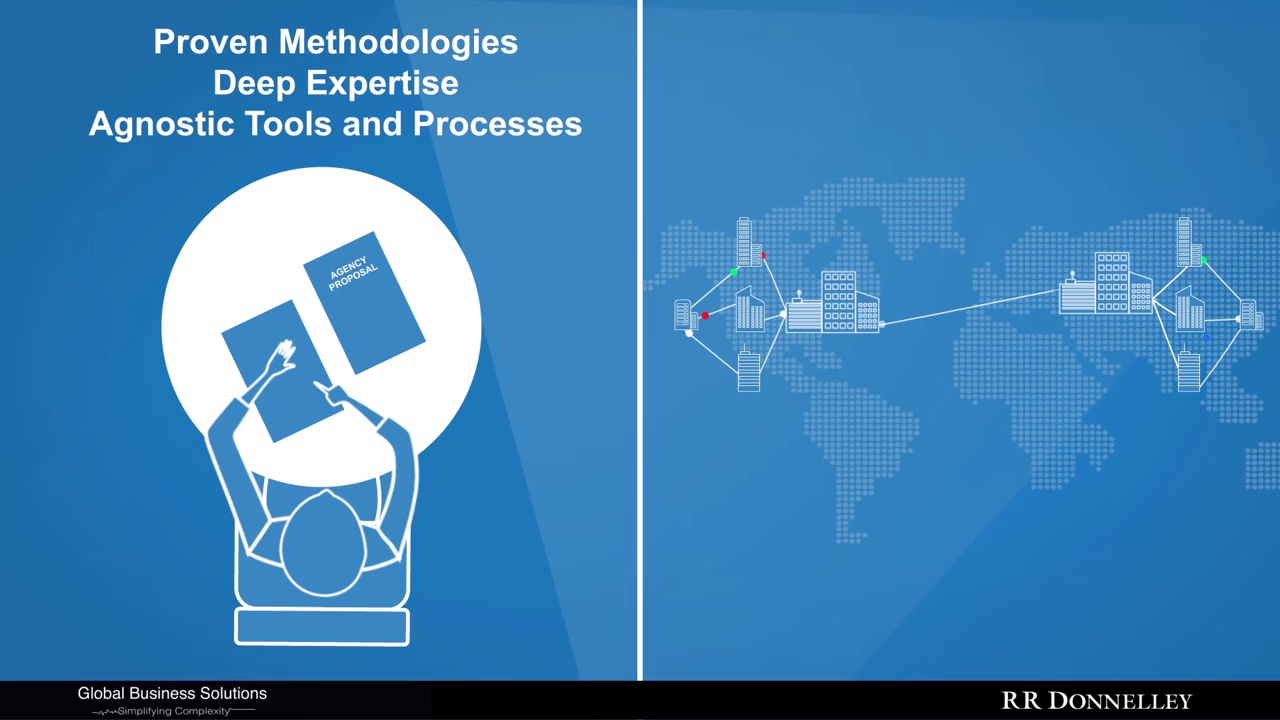 Proven Methodologies
Deep Expertise
Agnostic Tools and Processes
AGENCY
PROPOSAL
Global Business Solutions
Simplifying Complexity
RR DONNELLEY